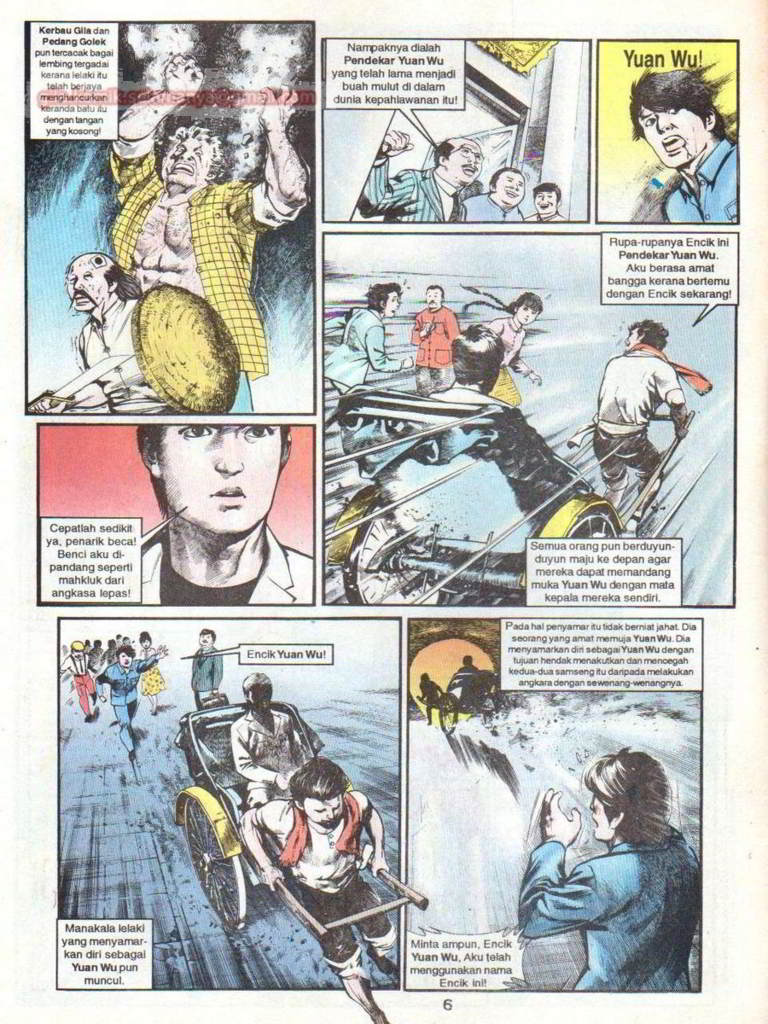 Kerbau Gila dan
Pedang Golek
pun tercacak bagai
lembing tergadai
kerana lelaki itu
telah berjaya
menghancurkan
keranda batu itu
dengan tangan
yang kosong!
Nampaknya dialah
Pendekar Yuan Wu
yang telah lama menjadi
buah mulut di dalam
dunia kepahlawanan itu!
Yuan Wu!
Rupa-rupanya Encik ini
Pendekar Yuan Wu.
Aku berasa amat
bangga kerana bertemu
dengan Encik sekarang!
Cepatlah sedikit
ya, penarik beca!
Benci aku di-
pandang seperti
mahkluk dari
angkasa lepas!
Semua orang pun berduyun-
duyun maju ke depan agar
mereka dapat memandang
muka Yuan Wu dengan mata
kepala mereka sendiri.
Encik Yuan Wu!
Manakala lelaki
yang menyamar-
kan diri sebagai
Yuan Wu pun
muncul.
Pada hal penyamar itu tidak berniat jahat. Dia
seorang yang amat memuja Yuan Wu. Dia
menyamarkan diri sebagai Yuan Wu dengan
tujuan hendak menakutkan dan mencegah
kedua-dua samseng itu daripada melakukan
angkara dengan sewenang-wenangnya.
Minta ampun, Encik
Yuan Wu, Aku telah
menggunakan nama
Encik ini!
6